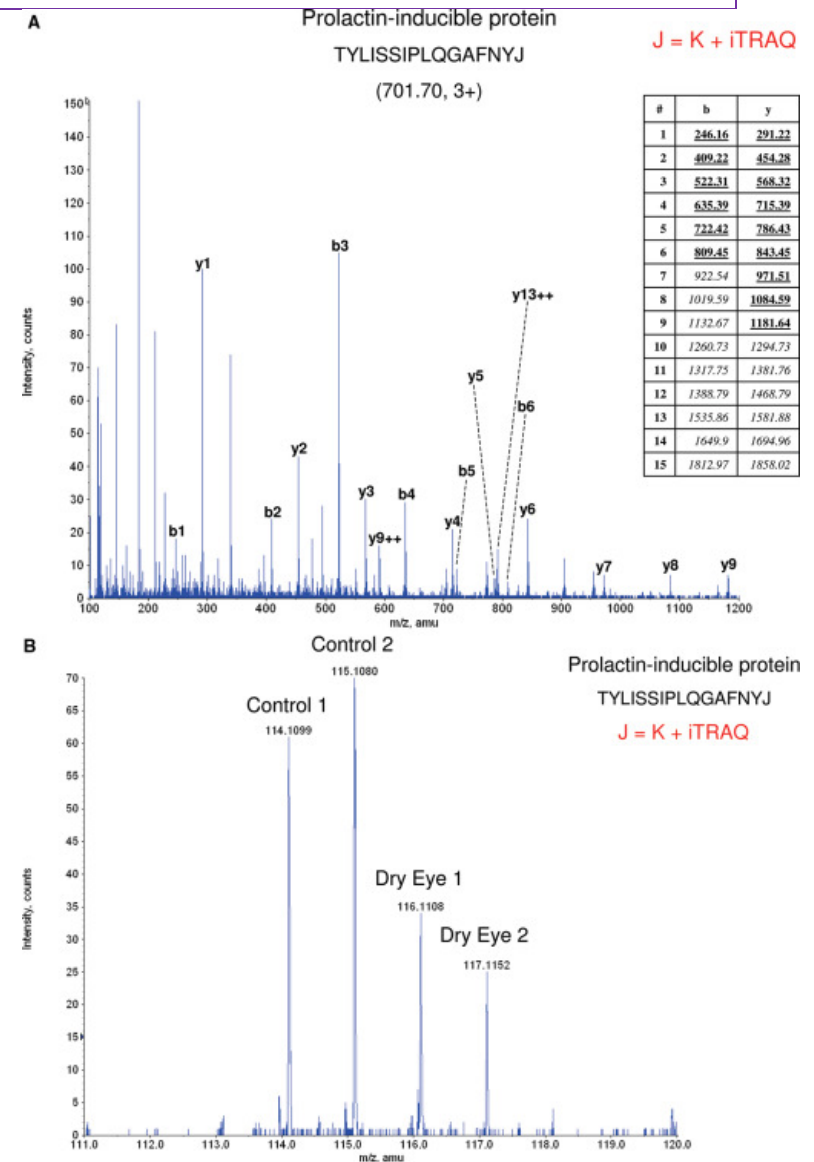 A
Prolactin-inducible protein
TYLISSIPLQGAFNYJ
(701.70, 3+)
J = K + iTRAQ
# b y
1 246.16 291.22
2 409.22 454.28
3 522.31 568.32
4 635.39 715.39
5 722.42 786.43
6 809.45 843.45
7 922.54 971.51
8 1019.59 1084.59
9 1132.67 1181.64
10 1260.73 1294.73
11 1317.75 1381.76
12 1388.79 1468.79
13 1535.86 1581.88
14 1649.9 1694.96
15 1812.97 1858.02
Intensity, counts
150
140
130
120
110
100
90
80
70
60
50
40
30
20
10
0
y1
b3
y13++
y5
b6
y2
b5
y3
b4
b2
y4
y6
b1
y9++
y7
y8
y9
100 200 300 400 500 600 700 800 900 1000 1100 1200
m/z, amu
B
Control 2
115.1080
Prolactin-inducible protein
TYLISSIPLQGAFNYJ
J = K + iTRAQ
Control 1
114.1099
Dry Eye 1
116.1108
Dry Eye 2
117.1152
Intensity, counts
70
65
60
55
50
45
40
35
30
25
20
15
10
5
0
111.0 112.0 113.0 114.0 115.0 116.0 117.0 118.0 119.0 120.0
m/z, amu